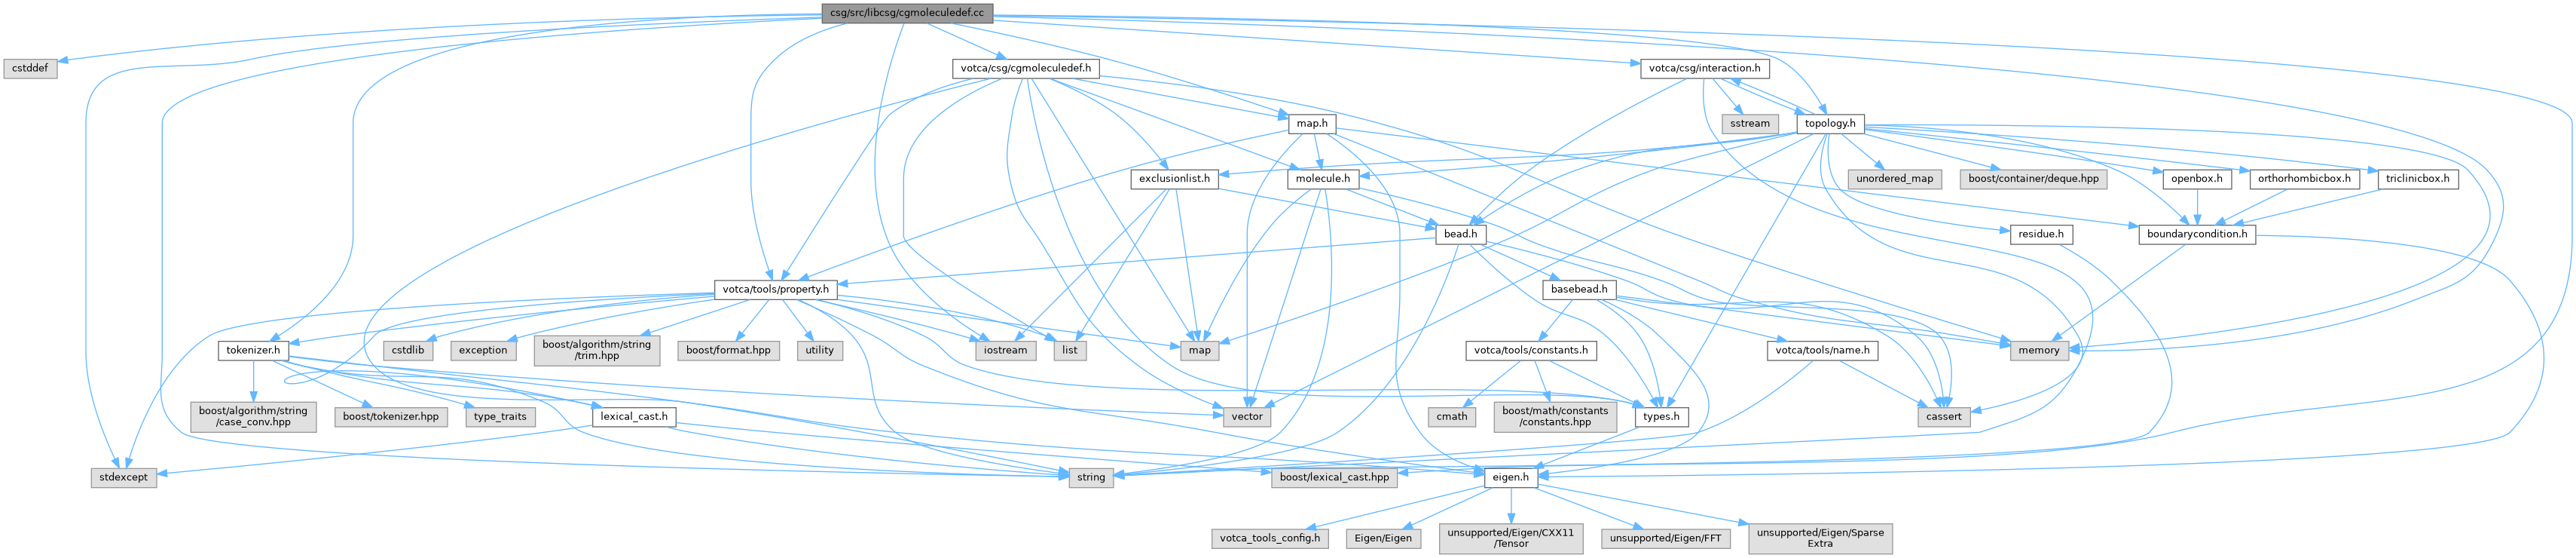 csg/src/libcsg/cgmoleculedef.cc
cstddef
votca/csg/cgmoleculedef.h
votca/csg/interaction.h
map.h
sstream
topology.h
exclusionlist.h
molecule.h
unordered_map
boost/container/deque.hpp
openbox.h
orthorhombicbox.h
triclinicbox.h
bead.h
residue.h
boundarycondition.h
votca/tools/property.h
basebead.h
tokenizer.h
cstdlib
exception
boost/algorithm/string
/trim.hpp
boost/format.hpp
utility
iostream
list
map
votca/tools/constants.h
votca/tools/name.h
memory
boost/algorithm/string
/case_conv.hpp
boost/tokenizer.hpp
type_traits
lexical_cast.h
vector
cmath
boost/math/constants
/constants.hpp
types.h
cassert
stdexcept
string
boost/lexical_cast.hpp
eigen.h
votca_tools_config.h
Eigen/Eigen
unsupported/Eigen/CXX11
/Tensor
unsupported/Eigen/FFT
unsupported/Eigen/Sparse
Extra